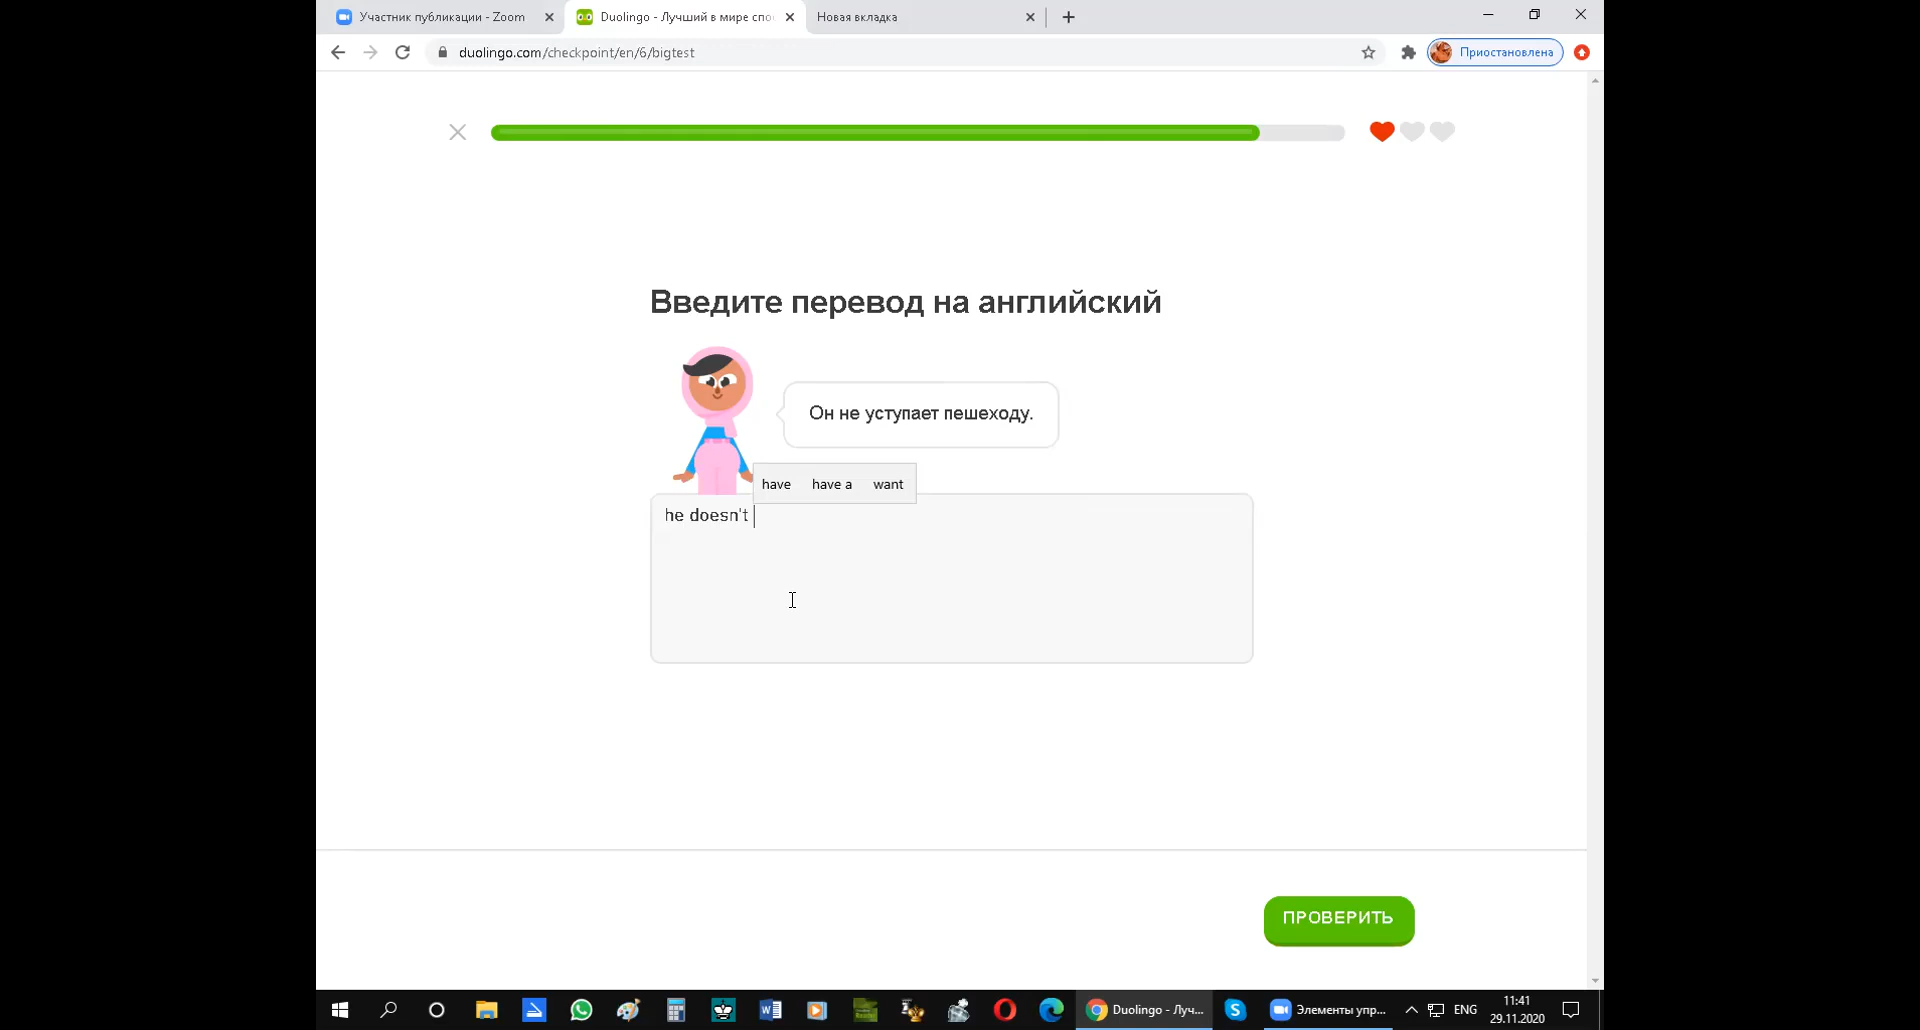 Участник публикации - Zoom
Duolingo - Лучший в мире спо
Новая вкладка
duolingo.com/checkpoint/en/6/bigtest
Приостановлена
Введите перевод на английский
Он не уступает пешеходу.
have have a want
he doesn't
ПРОВЕРИТЬ
Duolingo - Луч...
Элементы упр...
ENG
11:41
29.11.2020